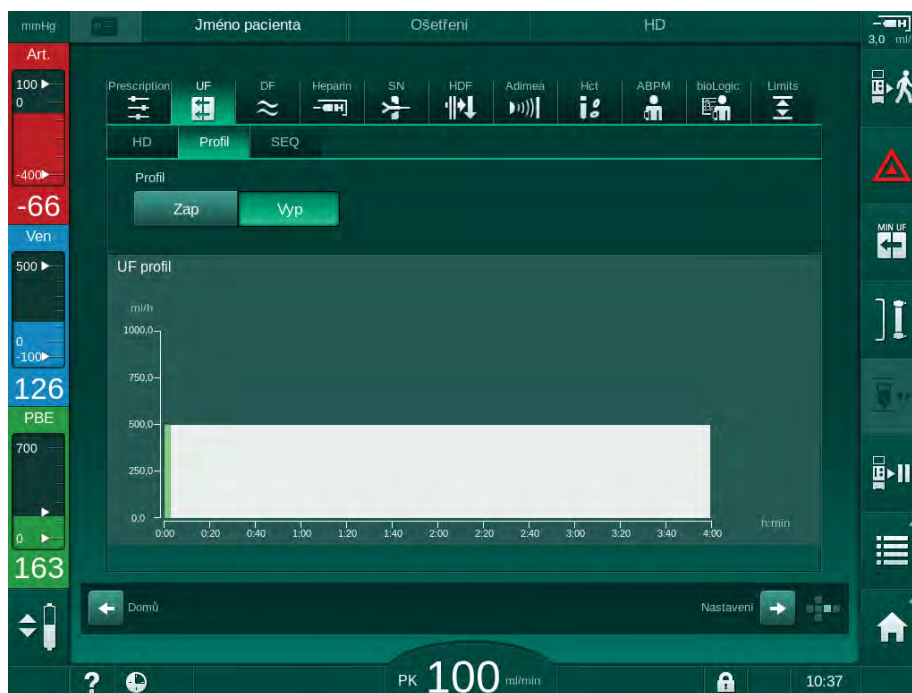 mmHg
Jméno pacienta
Ošetření
HD
3,0 ml/
Art.
100
0
-400
-66
Ven
500
0
-100
126
PBE
700
0
163
Prescription
UF
DF
Heparin
SN
HDF
Adimea
Hct
ABPM
bioLogic
Limits
HD
Profil
SEQ
Profil
Zap
Vyp
UF profil
ml/h
1000,0
750,0
500,0
250,0
0,0
0:00 0:20 0:40 1:00 1:20 1:40 2:00 2:20 2:40 3:00 3:20 3:40 4:00
h:min
Domů
Nastavení
MIN UF
?
PK 100 ml/min
10:37